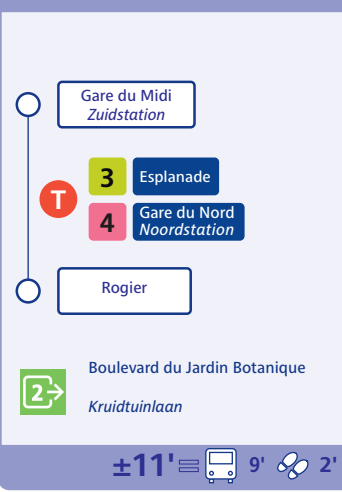 Gare du Midi
Zuidstation
T
3 Esplanade
4 Gare du Nord
Noordstation
Rogier
2
Boulevard du Jardin Botanique
Kruidtuinlaan
±11'= 9' 2'